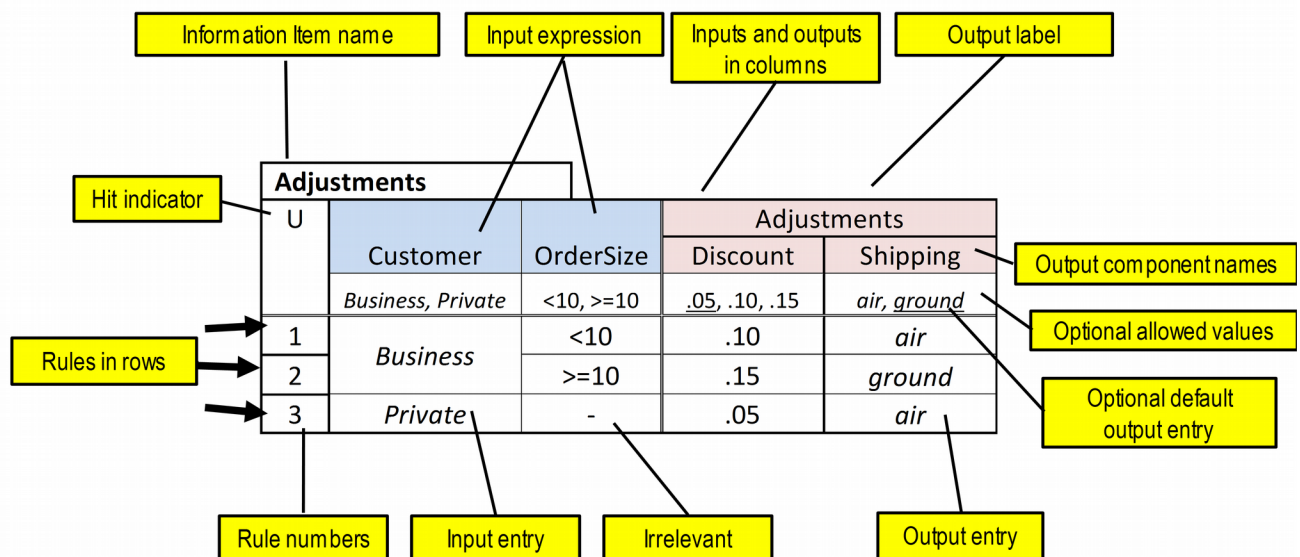 Information Item name
Input expression
Inputs and outputs
in columns
Output label
Adjustments
Hit indicator
U
Adjustments
Customer
OrderSize
Discount
Shipping
Output component names
Business, Private
<10, >=10
.05, .10, .15
air, ground
Optional allowed values
Rules in rows
1
Business
<10
.10
air
2
>=10
.15
ground
Optional default
output entry
3
Private
-
.05
air
Rule numbers
Input entry
Irrelevant
Output entry